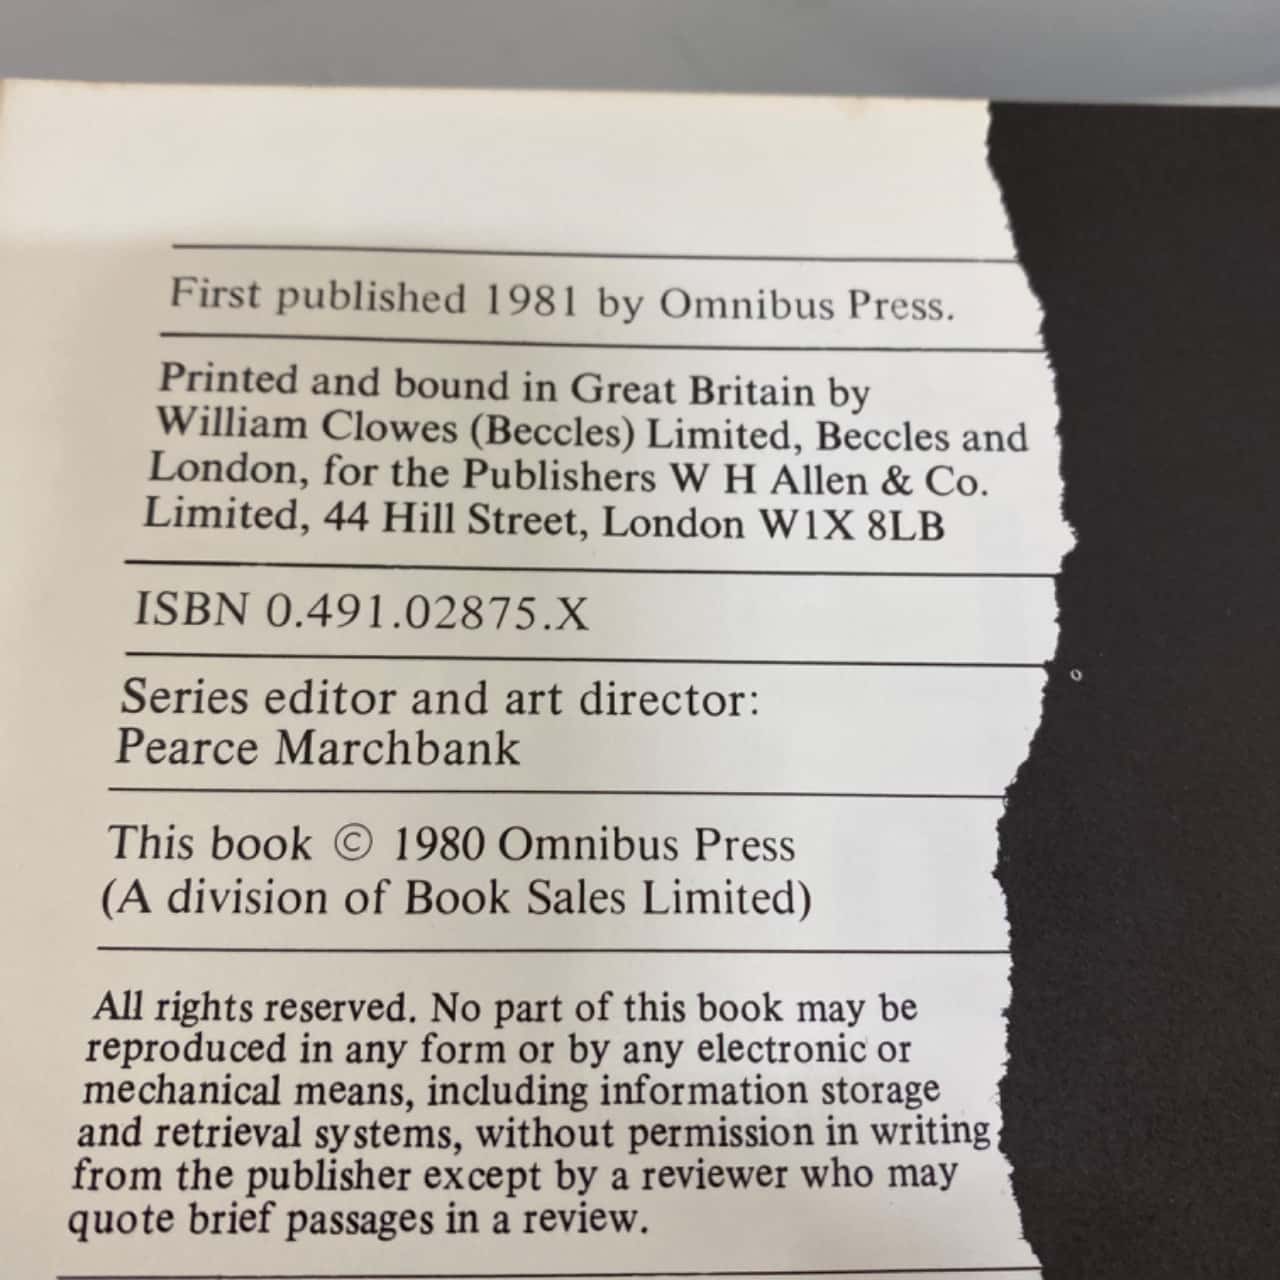 First published 1981 by Omnibus Press.
Printed and bound in Great Britain by
William Clowes (Beccles) Limited, Beccles and
London, for the Publishers W H Allen & Co.
Limited, 44 Hill Street, London W1X 8LB
ISBN 0.491.02875.X
Series editor and art director:
Pearce Marchbank
This book © 1980 Omnibus Press
(A division of Book Sales Limited)
All rights reserved. No part of this book may be
reproduced in any form or by any electronic or
mechanical means, including information storage
and retrieval systems, without permission in writing
from the publisher except by a reviewer who may
quote brief passages in a review.